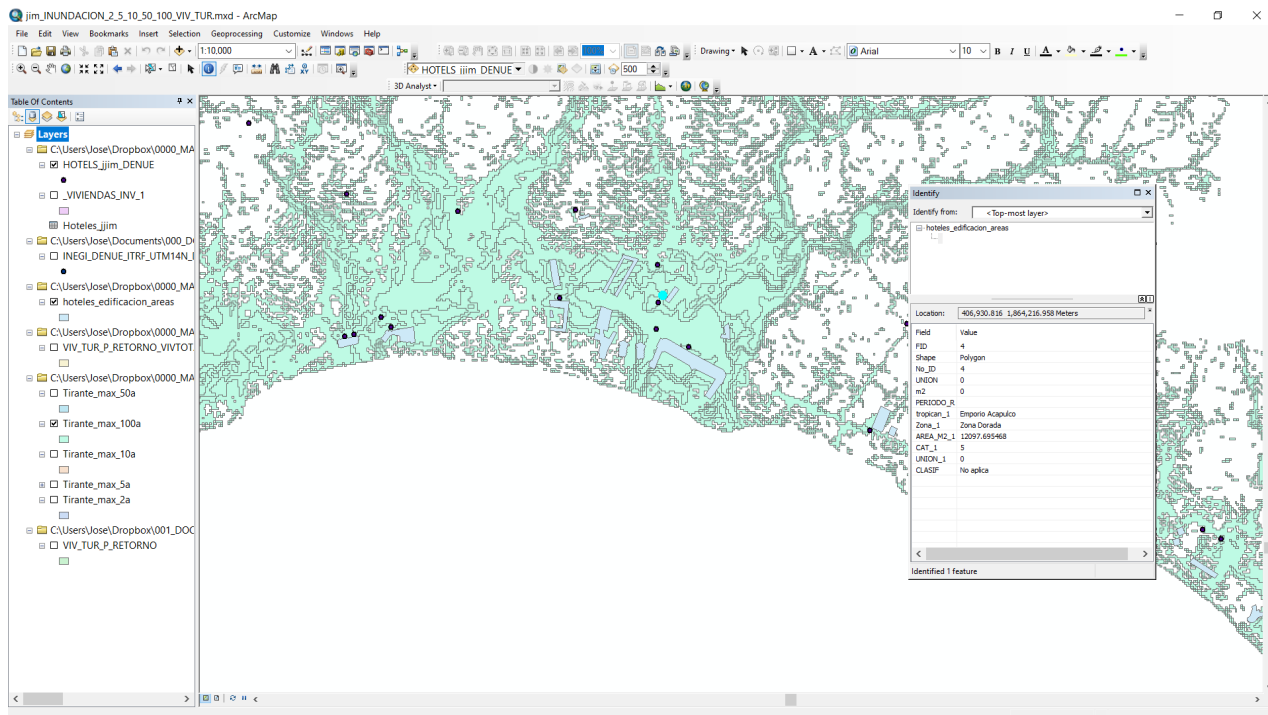 jim_INUNDACION_2_5_10_50_100_VIV_TUR.mxd - ArcMap
File Edit View Bookmarks Insert Selection Geoprocessing Customize Windows Help
1:10,000
Drawing
A
Arial
10
B I U A
HOTELS jjim DENUE
500
3D Analyst
Table Of Contents
Layers
C:\Users\Jose\Dropbox\0000_MA
HOTELS_jjim_DENUE
_VIVIENDAS_INV_1
Hoteles_jjim
C:\Users\Jose\Documents\000_D
INEGI_DENUE_ITRF_UTM14N_
C:\Users\Jose\Dropbox\0000_MA
hoteles_edificacion_areas
C:\Users\Jose\Dropbox\0000_MA
VIV_TUR_P_RETORNO_VIVTOT
C:\Users\Jose\Dropbox\0000_MA
Tirante_max_50a
Tirante_max_100a
Tirante_max_10a
Tirante_max_5a
Tirante_max_2a
C:\Users\Jose\Dropbox\001_DOC
VIV_TUR_P_RETORNO
Identify
Identify from: <Top-most layer>
hoteles_edificacion_areas
Location: 406,930.816 1,864,216.958 Meters
Field Value
FID 4
Shape Polygon
No_ID 4
UNION 0
m2 0
PERIODO_R
tropican_1 Emporio Acapulco
Zona_1 Zona Dorada
AREA_M2_1 12097.695468
CAT_1 5
UNION_1 0
CLASIF No aplica
Identified 1 feature